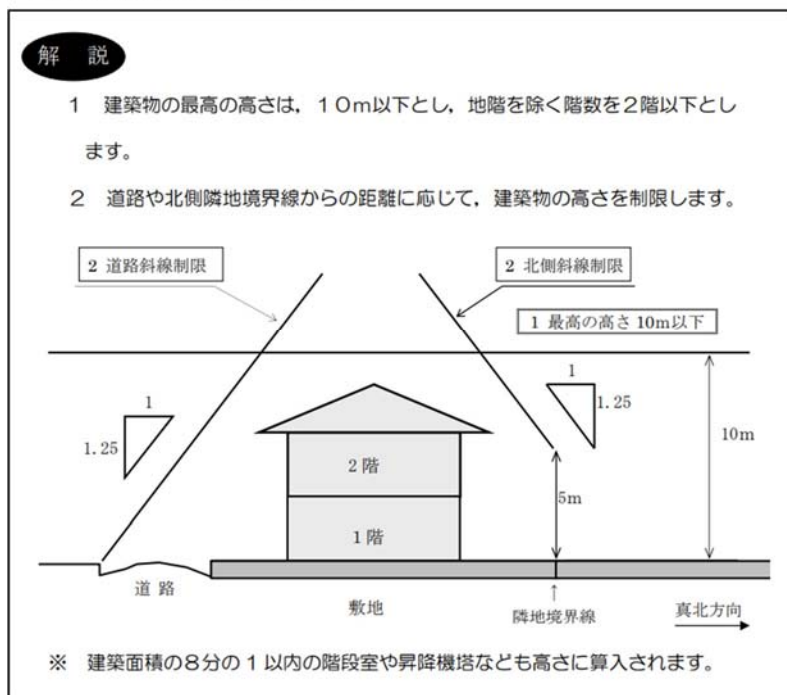 解 説
1 建築物の最高の高さは，１０ｍ以下とし，地階を除く階数を２階以下とし
ます。
2 道路や北側隣地境界線からの距離に応じて，建築物の高さを制限します。
2 道路斜線制限
2 北側斜線制限
1 最高の高さ 10m以下
1
1.25
1
1.25
10m
2 階
5m
1 階
道 路
敷地
隣地境界線
真北方向
※ 建築面積の８分の１以内の階段室や昇降機塔なども高さに算入されます。